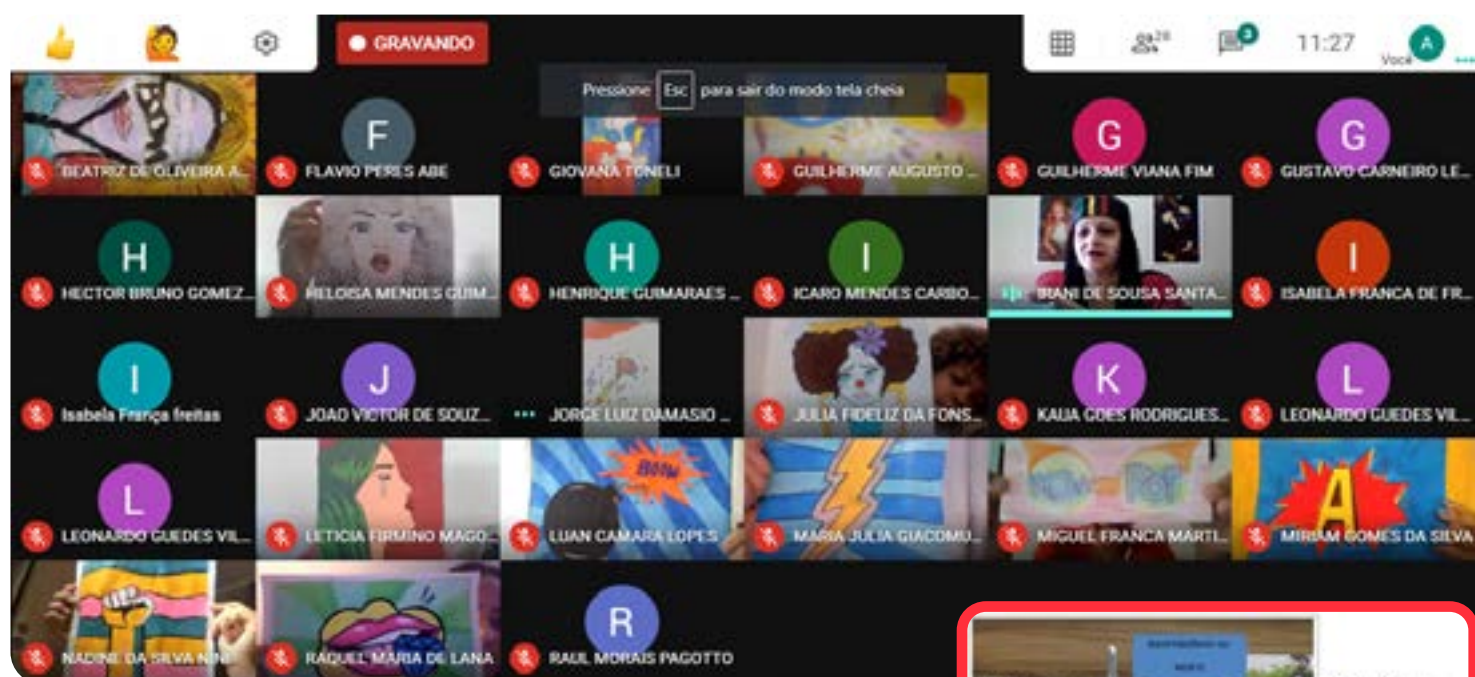 GRAVANDO
28
3
11:27
Você
A
Pressione Esc para sair do modo tela cheia
F
G
G
BEATRIZ DE OLIVEIRA A...
FLAVIO PERES ABE
GIOVANA TONELI
GUILHERME AUGUSTO ...
GUILHERME VIANA FIM
GUSTAVO CARNEIRO LE...
H
H
I
I
HECTOR BRUNO GOMEZ...
HELOISA MENDES GUIM...
HENRIQUE GUIMARAES ...
ICARO MENDES CARBO...
IRANI DE SOUSA SANTA...
ISABELA FRANCA DE FR...
I
J
K
L
Isabela França freitas
JOAO VICTOR DE SOUZ...
JORGE LUIZ DAMASIO ...
JULIA FIDELIZ DA FONS...
KAUA GOES RODRIGUES...
LEONARDO GUEDES VIL...
L
BOOM
POP
A
LEONARDO GUEDES VIL...
LETICIA FIRMINO MAGO...
LUAN CAMARA LOPES
MARIA JULIA GIACOMU...
MIGUEL FRANCA MARTI...
MIRIAM GOMES DA SILVA
R
NADINE DA SILVA NINI
RAQUEL MARIA DE LANA
RAUL MORAIS PAGOTTO